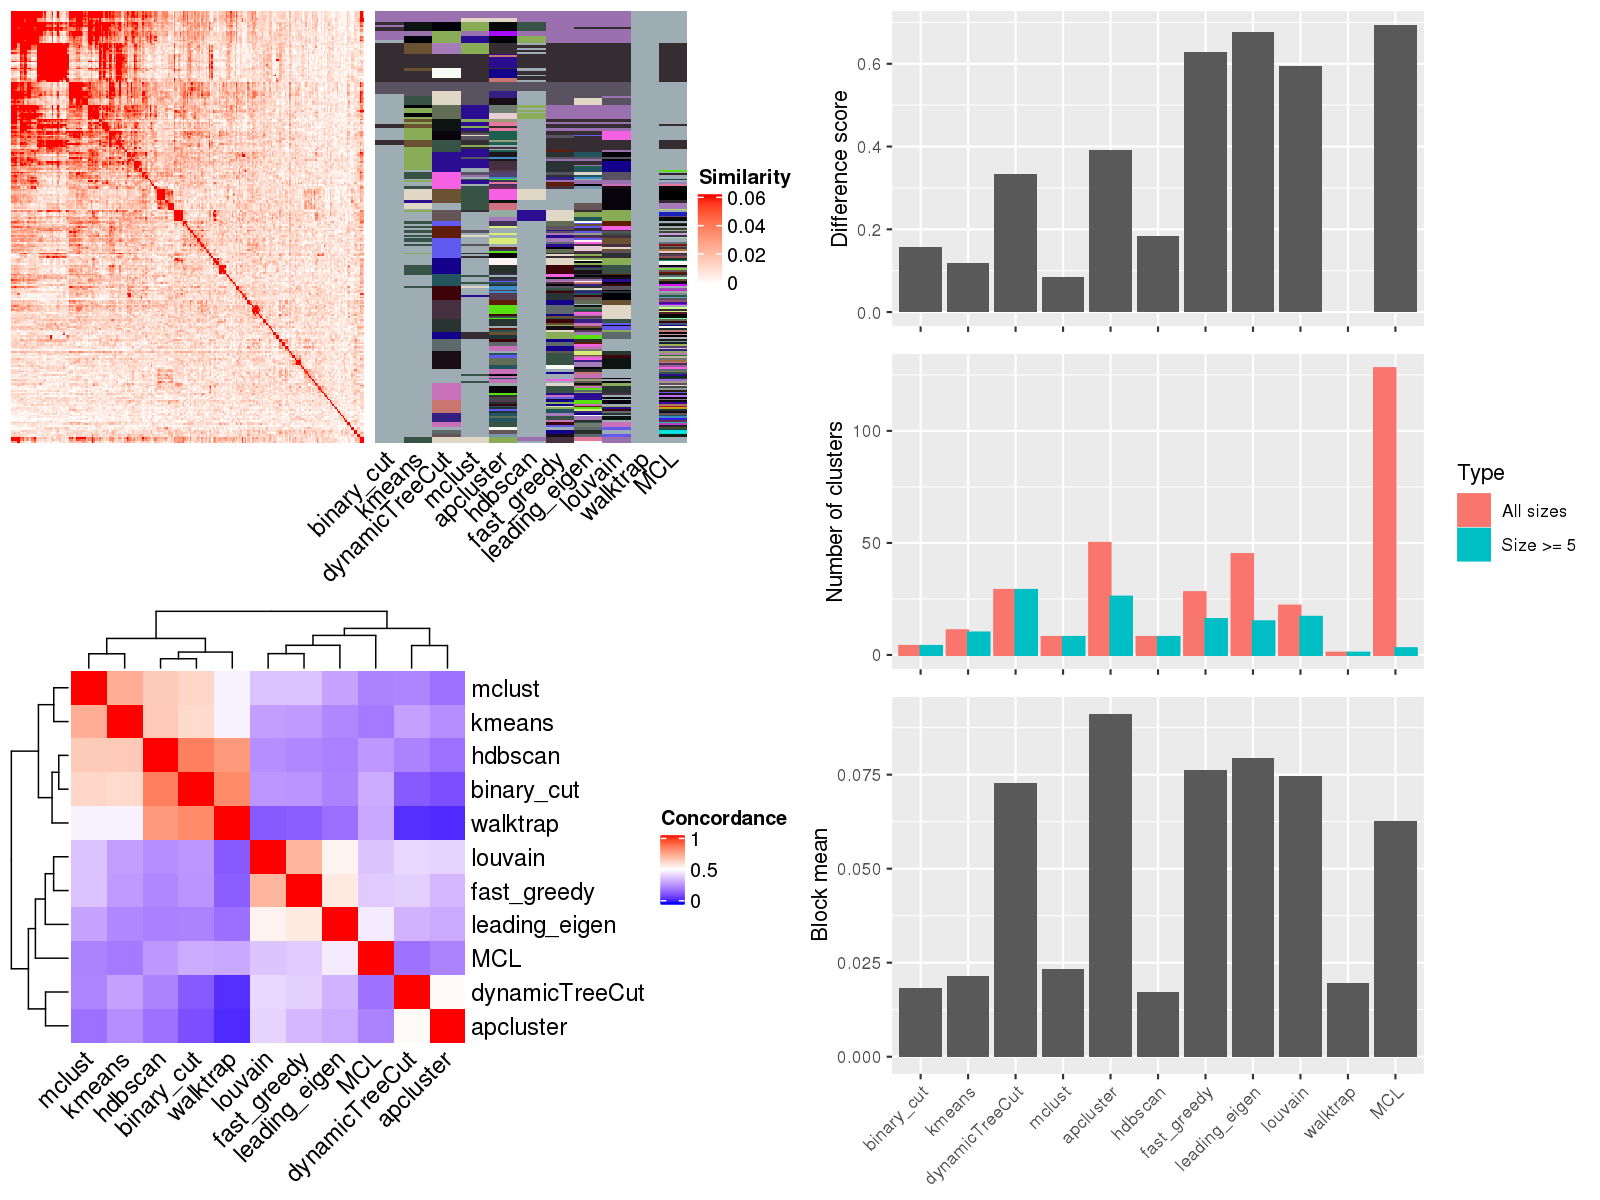 Similarity
0.06
0.04
0.02
0
binary_cut
kmeans
dynamicTreeCut
mclust
apcluster
hdbscan
fast_greedy
leading_eigen
louvain
walktrap
MCL
mclust
kmeans
hdbscan
binary_cut
walktrap
louvain
fast_greedy
leading_eigen
MCL
dynamicTreeCut
apcluster
mclust
kmeans
hdbscan
binary_cut
walktrap
louvain
fast_greedy
leading_eigen
MCL
dynamicTreeCut
apcluster
Concordance
1
0.5
0
Difference score
0.6
0.4
0.2
0.0
Number of clusters
100
50
0
Type
All sizes
Size >= 5
Block mean
0.075
0.050
0.025
0.000
binary_cut
kmeans
dynamicTreeCut
mclust
apcluster
hdbscan
fast_greedy
leading_eigen
louvain
walktrap
MCL